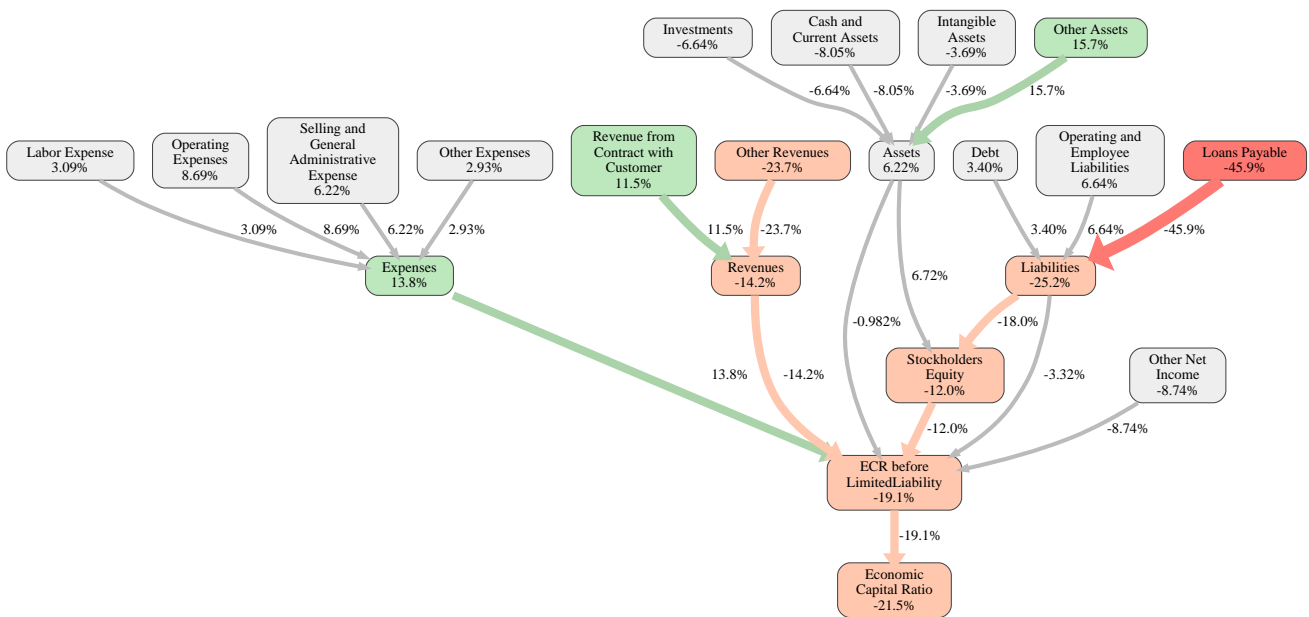 Investments
-6.64%
Cash and
Current Assets
-8.05%
Intangible
Assets
-3.69%
Other Assets
15.7%
-6.64%
-8.05%
-3.69%
15.7%
Labor Expense
3.09%
Operating
Expenses
8.69%
Selling and
General
Administrative
Expense
6.22%
Other Expenses
2.93%
Revenue from
Contract with
Customer
11.5%
Other Revenues
-23.7%
Assets
6.22%
Debt
3.40%
Operating and
Employee
Liabilities
6.64%
Loans Payable
-45.9%
3.09%
8.69%
6.22%
2.93%
11.5%
-23.7%
3.40%
6.64%
-45.9%
Expenses
13.8%
Revenues
-14.2%
6.72%
Liabilities
-25.2%
-0.982%
-18.0%
13.8%
-14.2%
Stockholders
Equity
-12.0%
-3.32%
Other Net
Income
-8.74%
-12.0%
-8.74%
ECR before
LimitedLiability
-19.1%
-19.1%
Economic
Capital Ratio
-21.5%